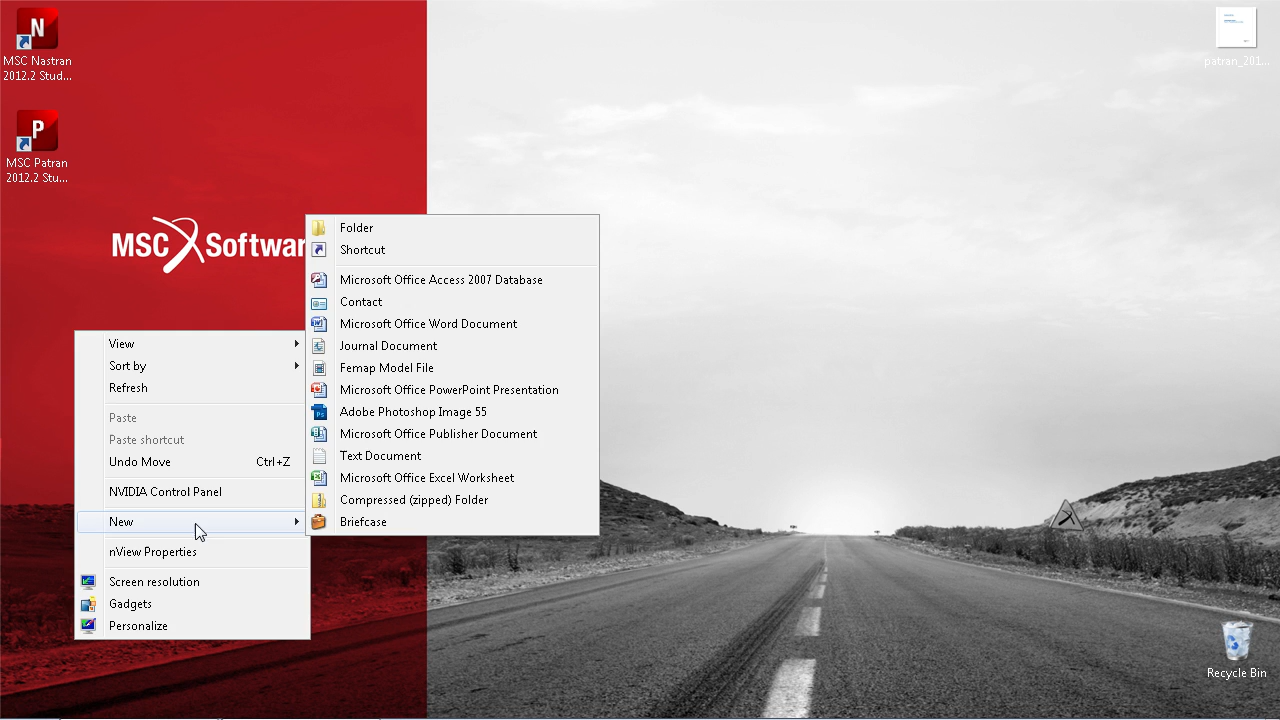 N
MSC Nastran
2012.2 Stud...
P
MSC Patran
2012.2 Stu...
patran_201...
MSC Software
Folder
Shortcut
Microsoft Office Access 2007 Database
Contact
Microsoft Office Word Document
Journal Document
Femap Model File
Microsoft Office PowerPoint Presentation
Adobe Photoshop Image 55
Microsoft Office Publisher Document
Text Document
Microsoft Office Excel Worksheet
Compressed (zipped) Folder
Briefcase
View
Sort by
Refresh
Paste
Paste shortcut
Undo Move Ctrl+Z
NVIDIA Control Panel
New
nView Properties
Screen resolution
Gadgets
Personalize
Recycle Bin